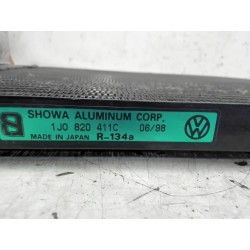 SHOWA ALUMINUM CORP.
1J0 820 411C 06/98
MADE IN JAPAN R-134a